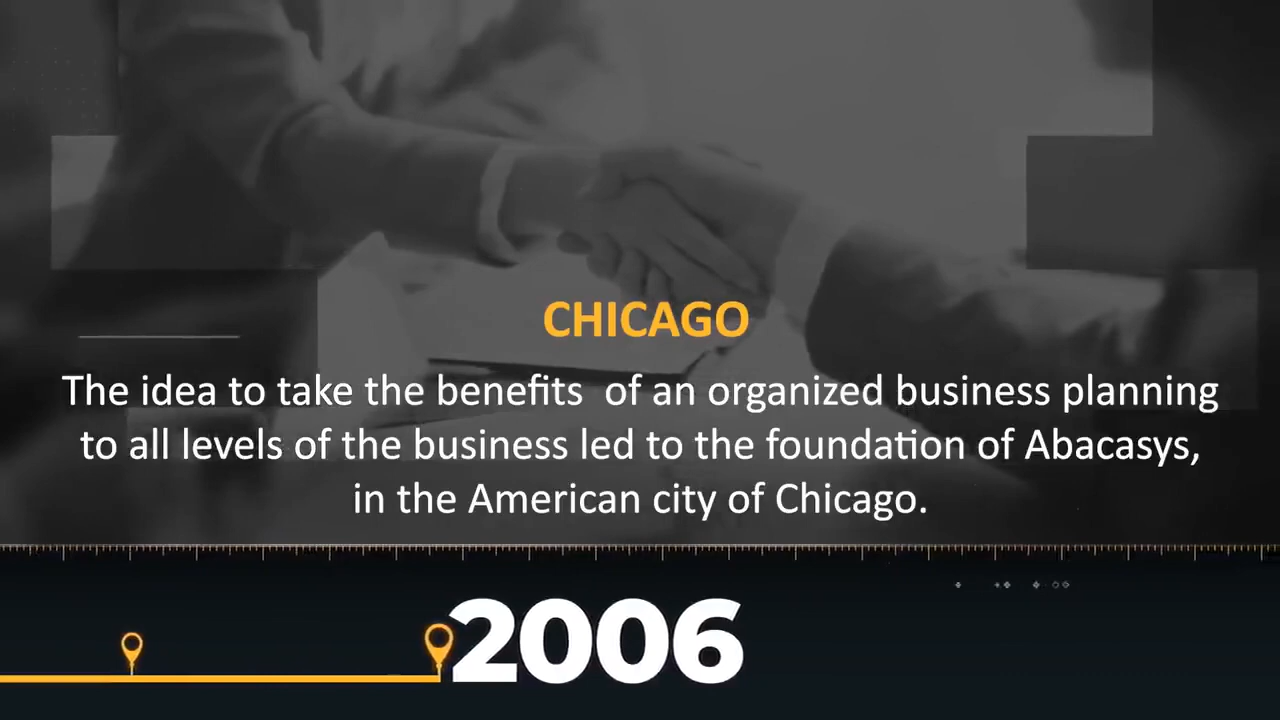 CHICAGO
The idea to take the benefits  of an organized business planning
to all levels of the business led to the foundation of Abacasys,
in the American city of Chicago.
2006